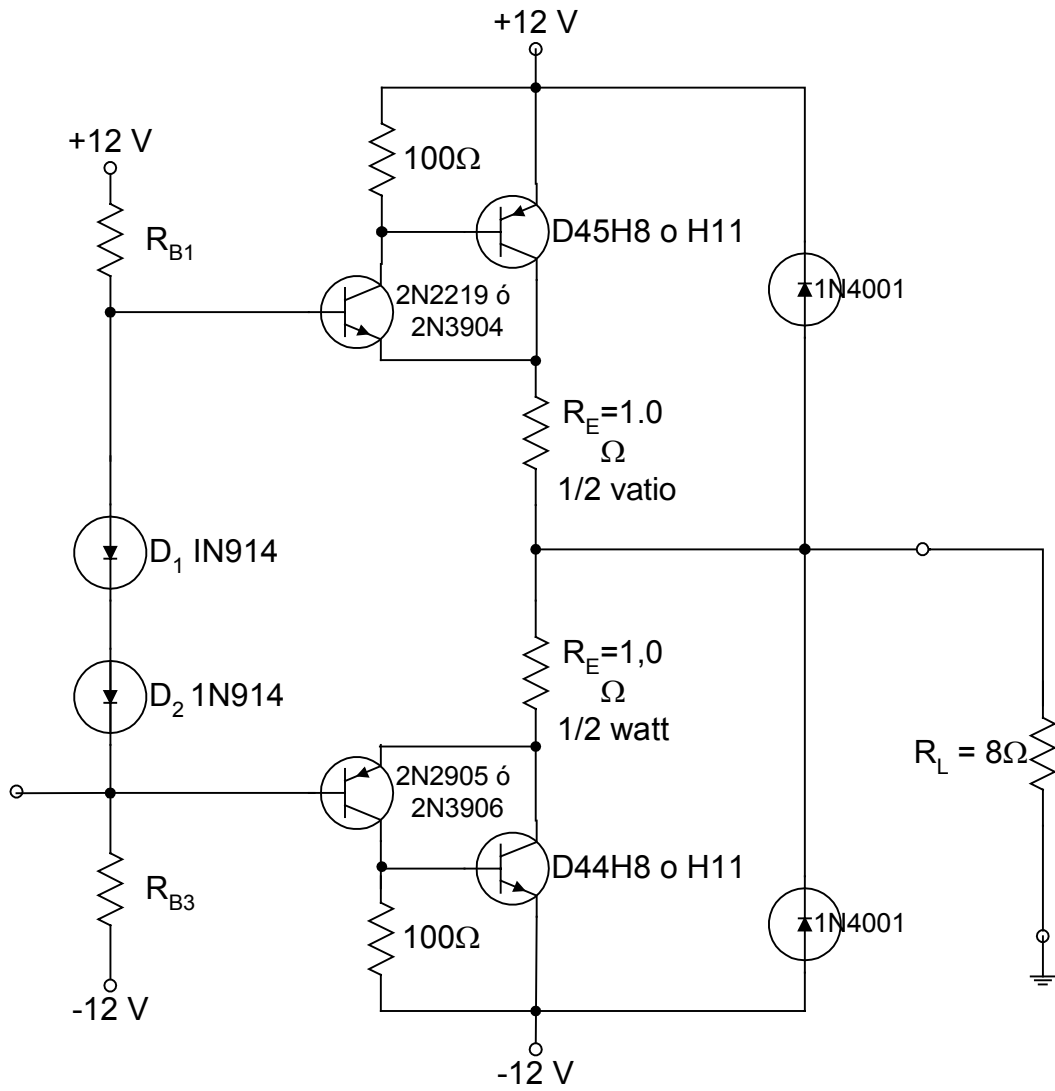 +12 V
+12 V
100Ω
R_B1
D45H8 o H11
2N2219 ó
2N3904
1N4001
R_E=1.0
Ω
1/2 vatio
D_1 IN914
D_2 1N914
R_E=1,0
Ω
1/2 watt
R_L = 8Ω
2N2905 ó
2N3906
D44H8 o H11
R_B3
100Ω
1N4001
-12 V
-12 V